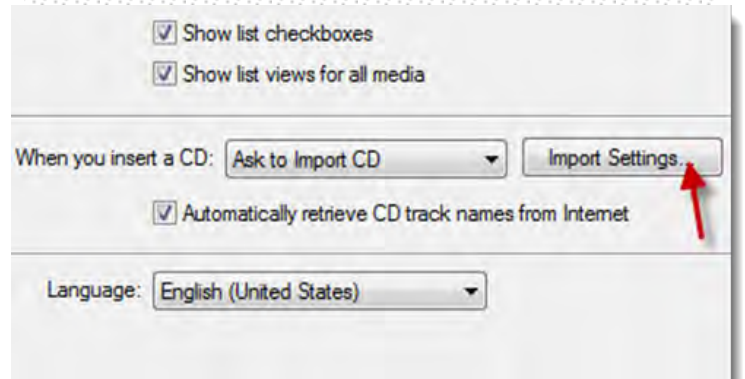 Show list checkboxes
Show list views for all media
When you insert a CD: Ask to Import CD Import Settings...
Automatically retrieve CD track names from Internet
Language: English (United States)